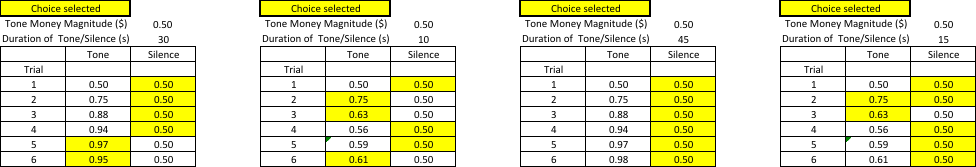 Choice selected
Tone Money Magnitude ($) 0.50
Duration of Tone/Silence (s) 30
Tone Silence
Trial
1 0.50 0.50
2 0.75 0.50
3 0.88 0.50
4 0.94 0.50
5 0.97 0.50
6 0.95 0.50
Choice selected
Tone Money Magnitude ($) 0.50
Duration of Tone/Silence (s) 10
Tone Silence
Trial
1 0.50 0.50
2 0.75 0.50
3 0.63 0.50
4 0.56 0.50
5 0.59 0.50
6 0.61 0.50
Choice selected
Tone Money Magnitude ($) 0.50
Duration of Tone/Silence (s) 45
Tone Silence
Trial
1 0.50 0.50
2 0.75 0.50
3 0.88 0.50
4 0.94 0.50
5 0.97 0.50
6 0.98 0.50
Choice selected
Tone Money Magnitude ($) 0.50
Duration of Tone/Silence (s) 15
Tone Silence
Trial
1 0.50 0.50
2 0.75 0.50
3 0.63 0.50
4 0.56 0.50
5 0.59 0.50
6 0.61 0.50